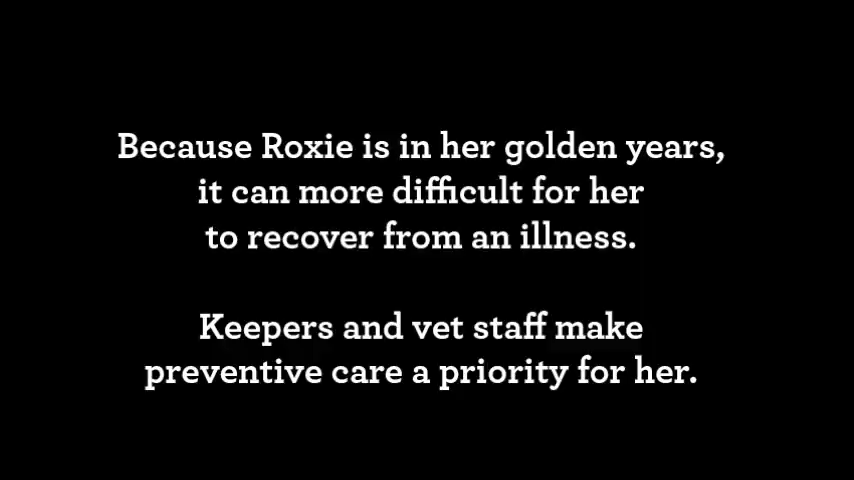 Because Roxie is in her golden years,
it can more difficult for her
to recover from an illness.
Keepers and vet staff make
preventive care a priority for her.